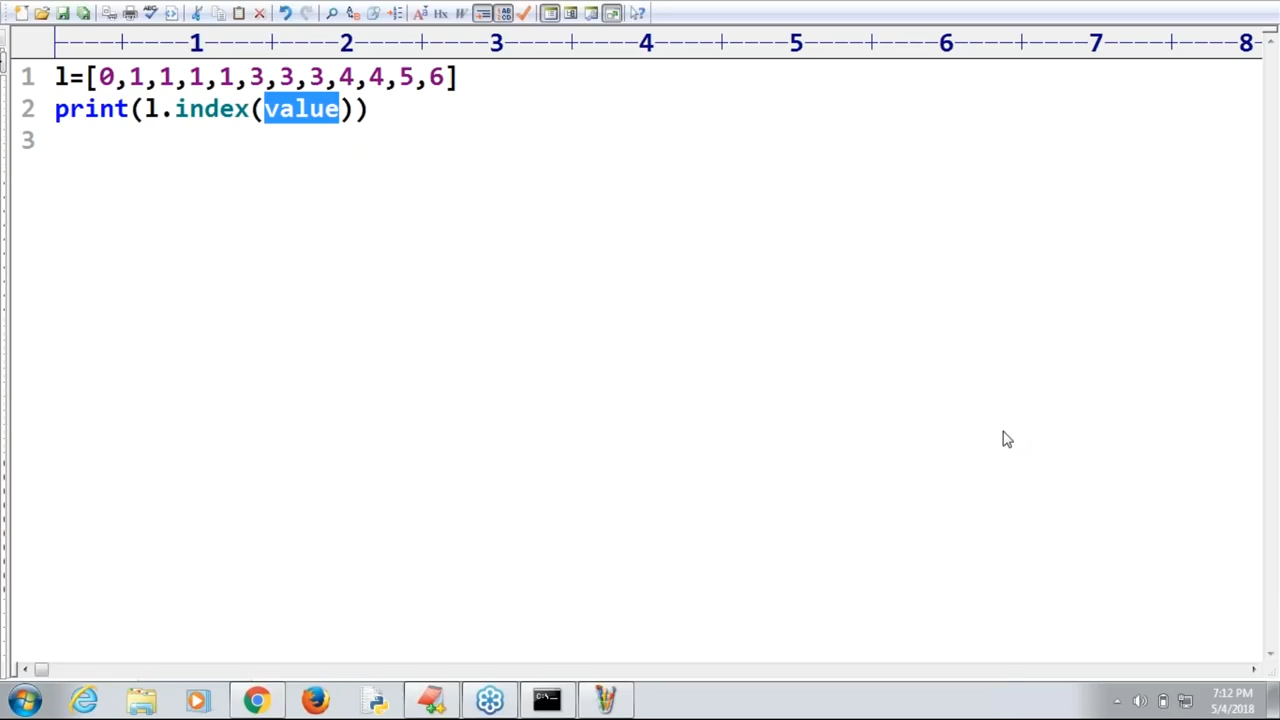 1 2 3 4 5 6 7 8
1 l=[0,1,1,1,1,3,3,3,4,4,5,6]
2 print(l.index(value))
3
7:12 PM
5/4/2018